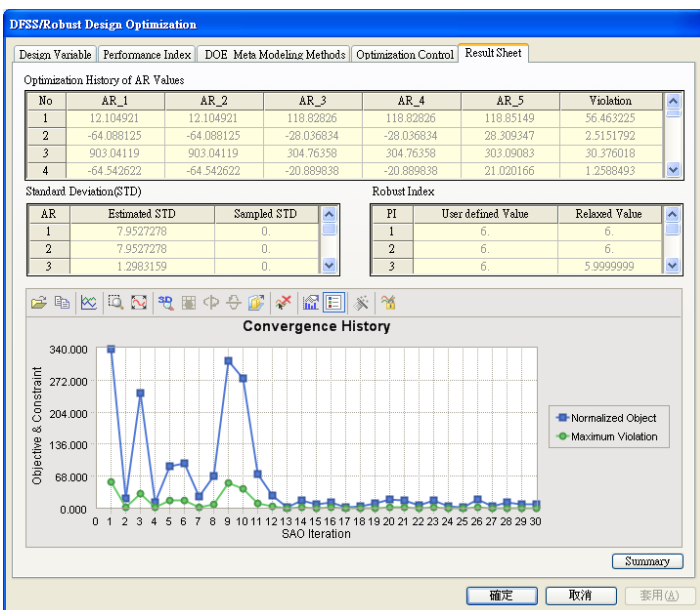 DFSS/Robust Design Optimization
Design Variable Performance Index DOE Meta Modeling Methods Optimization Control Result Sheet
Optimization History of AR Values
No AR_1 AR_2 AR_3 AR_4 AR_5 Violation
1 12.104921 12.104921 118.82826 118.82826 118.85149 56.463225
2 -64.088125 -64.088125 -28.036834 -28.036834 28.309347 2.5151792
3 903.04119 903.04119 304.76358 304.76358 303.09083 30.376018
4 -64.542622 -64.542622 -20.889838 -20.889838 21.020166 1.2588493
Standard Deviation(STD) Robust Index
AR Estimated STD Sampled STD
1 7.9527278 0.
2 7.9527278 0.
3 1.2983159 0.
PI User defined Value Relaxed Value
1 6. 6.
2 6. 6.
3 6. 5.9999999
Convergence History
Objective & Constraint
340.000
272.000
204.000
136.000
68.000
0.000
0 1 2 3 4 5 6 7 8 9 10 11 12 13 14 15 16 17 18 19 20 21 22 23 24 25 26 27 28 29 30
SAO Iteration
Normalized Object
Maximum Violation
Summary
確定 取消 套用(A)